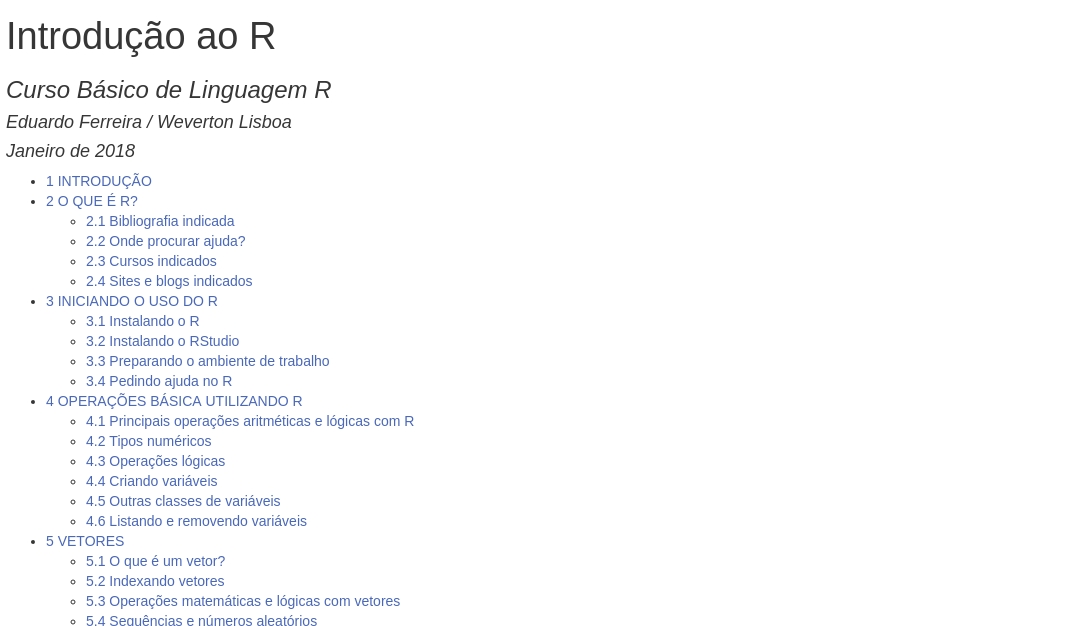 Introdução ao R
Curso Básico de Linguagem R
Eduardo Ferreira / Weverton Lisboa
Janeiro de 2018
1 INTRODUÇÃO
2 O QUE É R?
2.1 Bibliografia indicada
2.2 Onde procurar ajuda?
2.3 Cursos indicados
2.4 Sites e blogs indicados
3 INICIANDO O USO DO R
3.1 Instalando o R
3.2 Instalando o RStudio
3.3 Preparando o ambiente de trabalho
3.4 Pedindo ajuda no R
4 OPERAÇÕES BÁSICA UTILIZANDO R
4.1 Principais operações aritméticas e lógicas com R
4.2 Tipos numéricos
4.3 Operações lógicas
4.4 Criando variáveis
4.5 Outras classes de variáveis
4.6 Listando e removendo variáveis
5 VETORES
5.1 O que é um vetor?
5.2 Indexando vetores
5.3 Operações matemáticas e lógicas com vetores
5.4 Sequências e números aleatórios